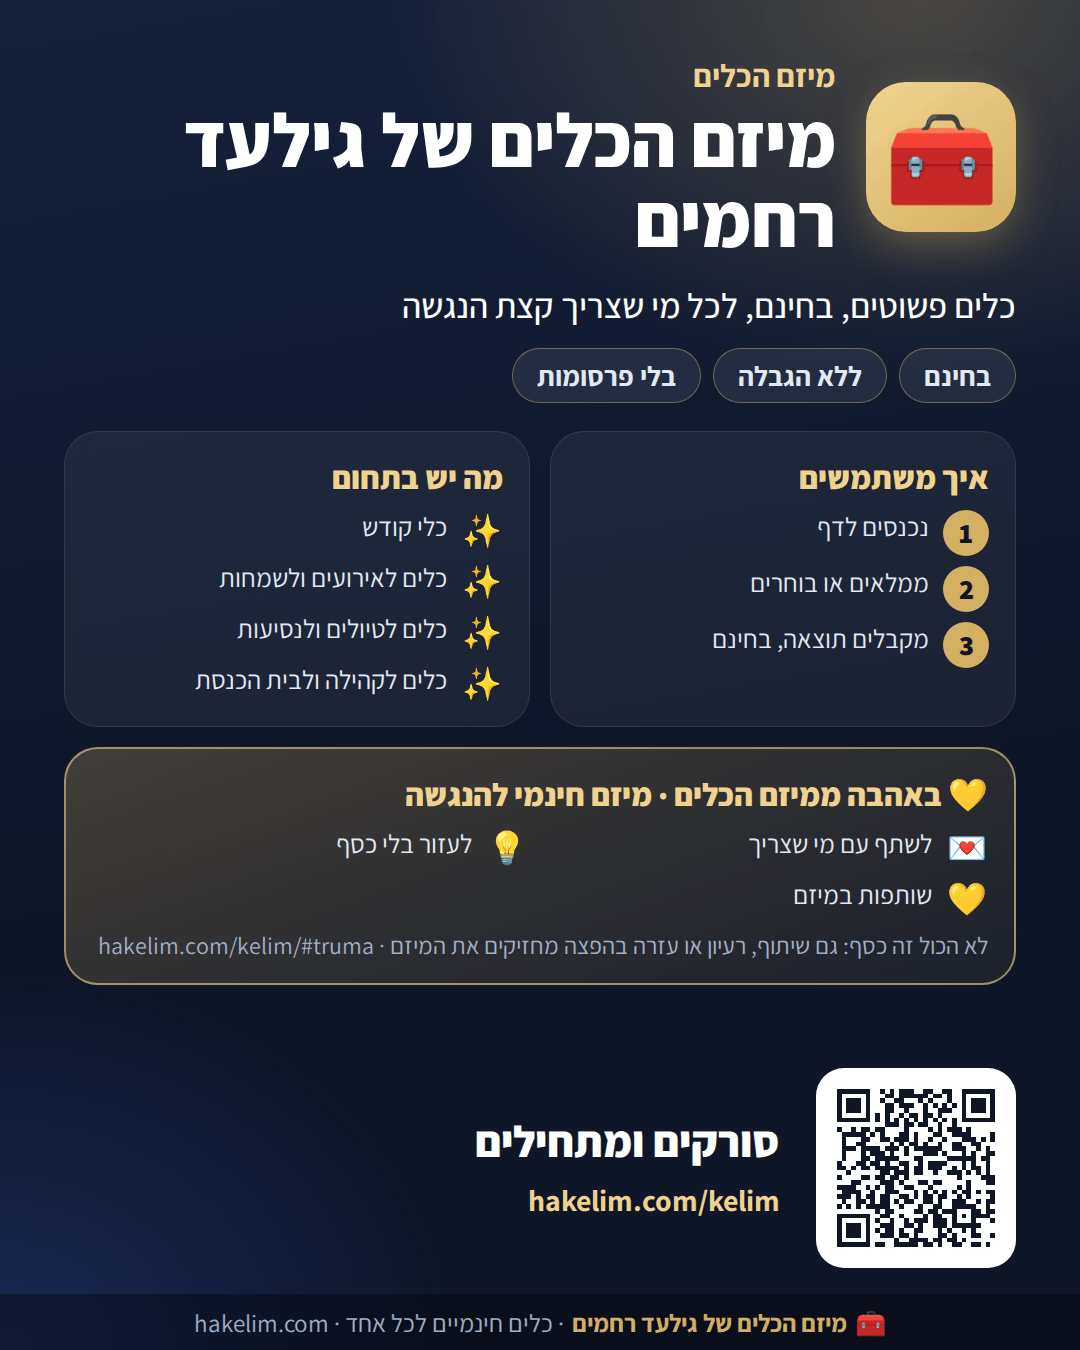 מיזם הכלים
מיזם הכלים של גילעד
רחמים
כלים פשוטים, בחינם, לכל מי שצריך קצת הנגשה
בחינם
ללא הגבלה
בלי פרסומות
איך משתמשים
1 נכנסים לדף
2 ממלאים או בוחרים
3 מקבלים תוצאה, בחינם
מה יש בתחום
כלי קודש
כלים לאירועים ולשמחות
כלים לטיולים ולנסיעות
כלים לקהילה ולבית הכנסת
באהבה ממיזם הכלים · מיזם חינמי להנגשה
לשתף עם מי שצריך
לעזור בלי כסף
שותפות במיזם
לא הכול זה כסף: גם שיתוף, רעיון או עזרה בהפצה מחזיקים את המיזם · hakelim.com/kelim/#truma
סורקים ומתחילים
hakelim.com/kelim
מיזם הכלים של גילעד רחמים · כלים חינמיים לכל אחד · hakelim.com